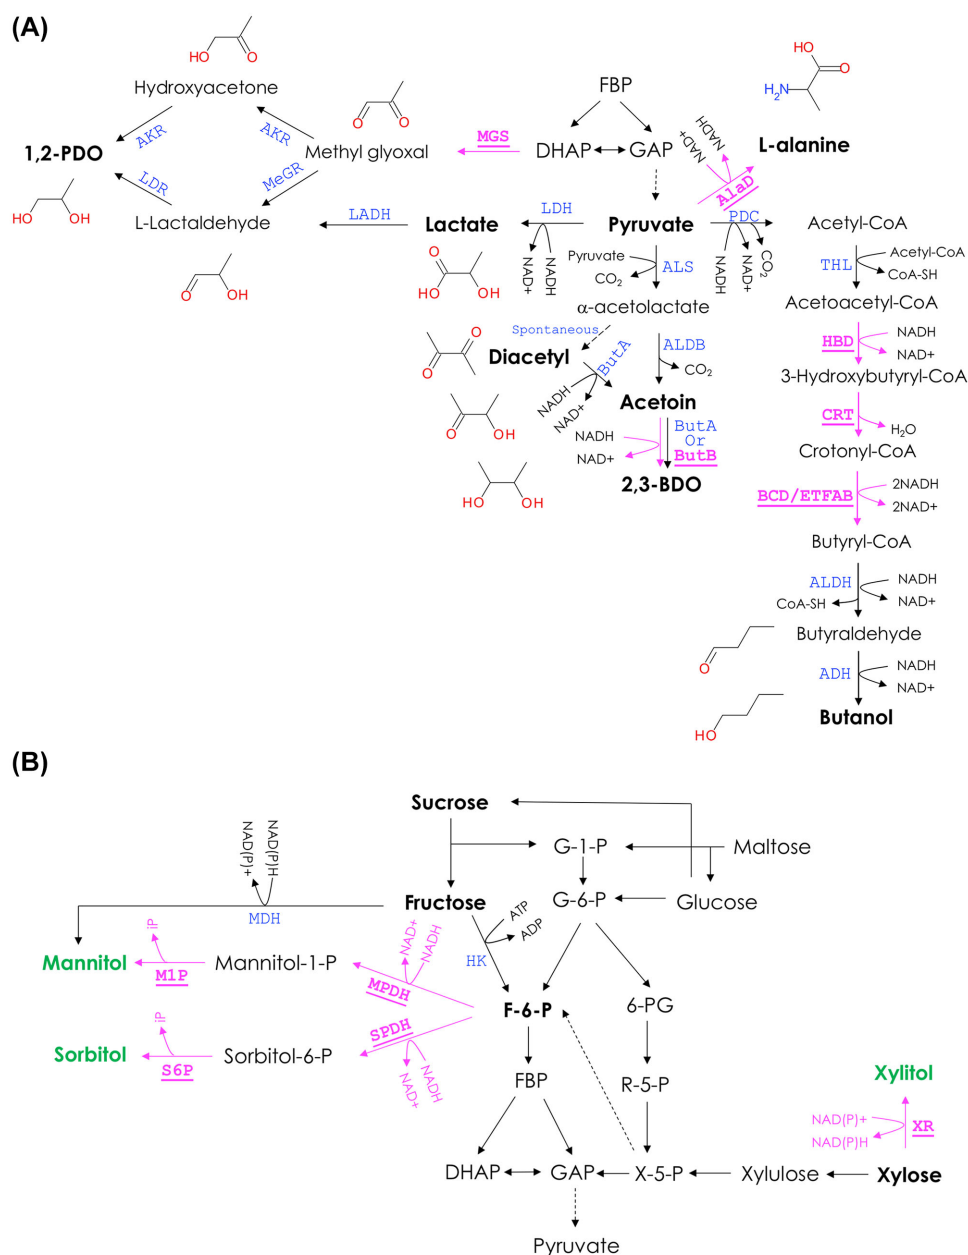 (A)
HO
O
Hydroxyacetone
AKR
AKR
1,2-PDO
HO
OH
LDR
MeGR
O
O
Methyl glyoxal
MGS
FBP
DHAP
GAP
NAD+
NADH
AlaD
HO
O
H2N
L-alanine
L-Lactaldehyde
O
OH
LADH
Lactate
O
HO
OH
LDH
NAD+
NADH
Pyruvate
PDC
NADH
NAD+
CO2
Acetyl-CoA
Pyruvate
CO2
ALS
THL
Acetyl-CoA
CoA-SH
α-acetolactate
Acetoacetyl-CoA
Spontaneous
O
O
Diacetyl
ButA
NADH
NAD+
ALDB
CO2
HBD
NADH
NAD+
3-Hydroxybutyryl-CoA
Acetoin
O
OH
CRT
H2O
NADH
NAD+
ButA
Or
ButB
Crotonyl-CoA
HO
OH
2,3-BDO
BCD/ETFAB
2NADH
2NAD+
Butyryl-CoA
ALDH
NADH
CoA-SH
NAD+
Butyraldehyde
O
ADH
NADH
NAD+
Butanol
HO
(B)
Sucrose
NAD(P)+
NAD(P)H
G-1-P
Maltose
MDH
Fructose
G-6-P
Glucose
ATP
ADP
HK
Mannitol
iP
M1P
Mannitol-1-P
NAD+
NADH
MPDH
F-6-P
6-PG
Sorbitol
iP
S6P
Sorbitol-6-P
SPDH
NAD+
NADH
FBP
R-5-P
Xylitol
NAD(P)+
NAD(P)H
XR
DHAP
GAP
X-5-P
Xylulose
Xylose
Pyruvate